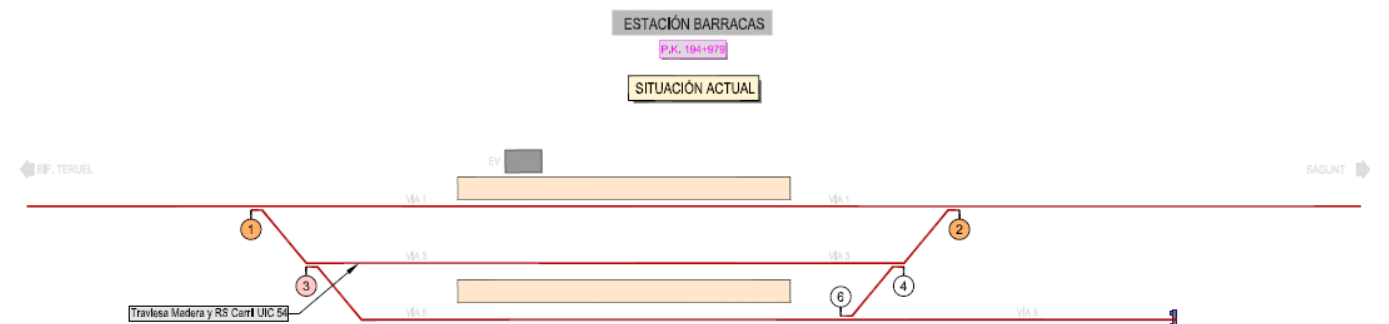 ESTACIÓN BARRACAS
P.K. 194+979
SITUACIÓN ACTUAL
BIF. TERUEL
EV
SAGUNT
VÍA 1
VÍA 1
1
2
VÍA 3
VÍA 3
3
4
6
Traviesa Madera y RS Carril UIC 54
VÍA 5
VÍA 5